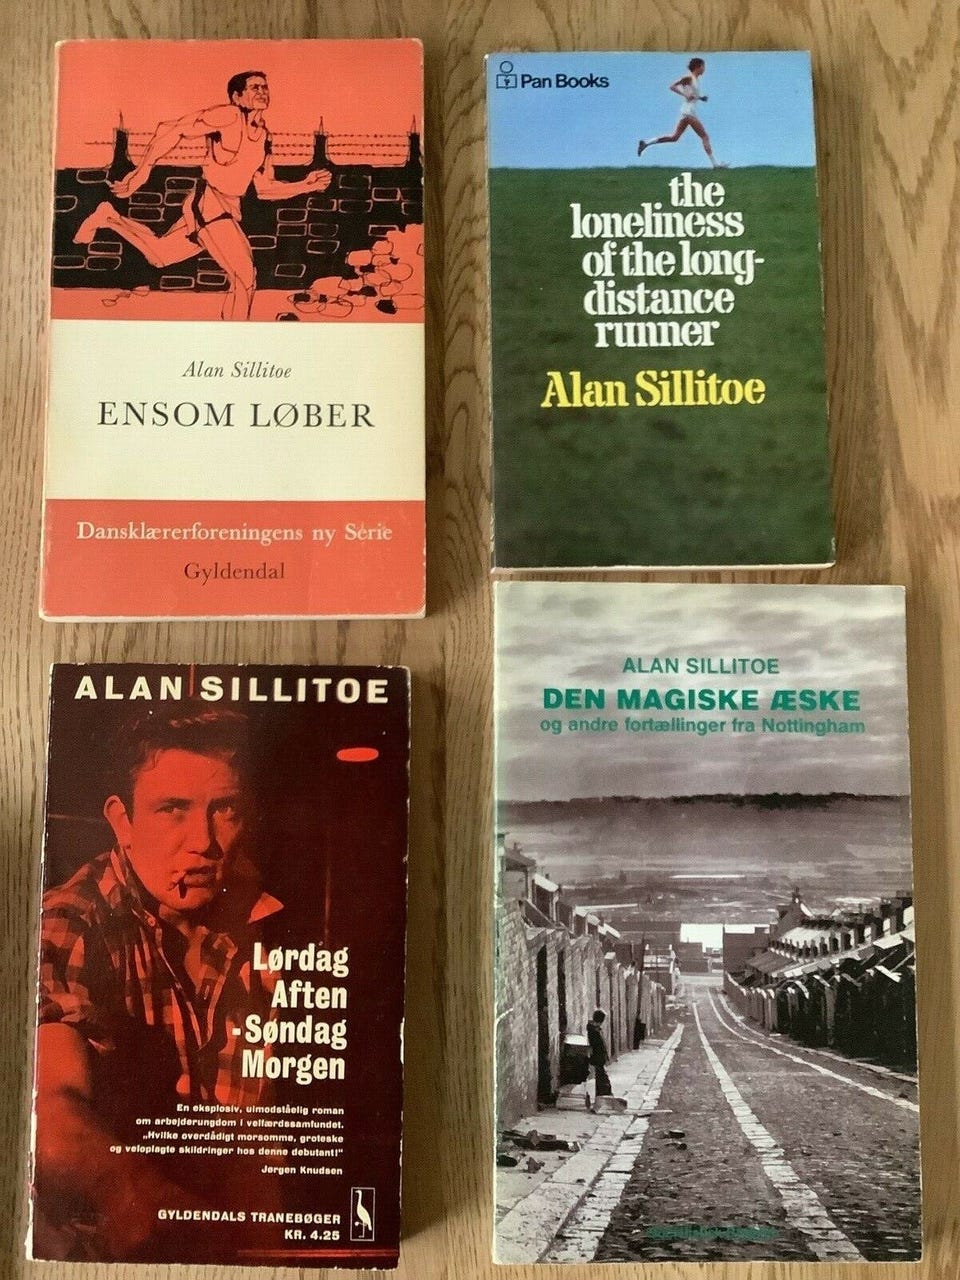 Alan Sillitoe
ENSOM LØBER
Dansklærerforeningens ny Serie
Gyldendal
Pan Books
the
loneliness
of the long-
distance
runner
Alan Sillitoe
ALAN SILLITOE
Lørdag
Aften
-Søndag
Morgen
En eksplosiv, uimodståelig roman
om arbejderungdom i velfærdssamfundet.
„Hvilke overdådigt morsomme, groteske
og veloplagte skildringer hos denne debutant!"
Jørgen Knudsen
GYLDENDALS TRANEBØGER
KR. 4.25
ALAN SILLITOE
DEN MAGISKE ÆSKE
og andre fortællinger fra Nottingham